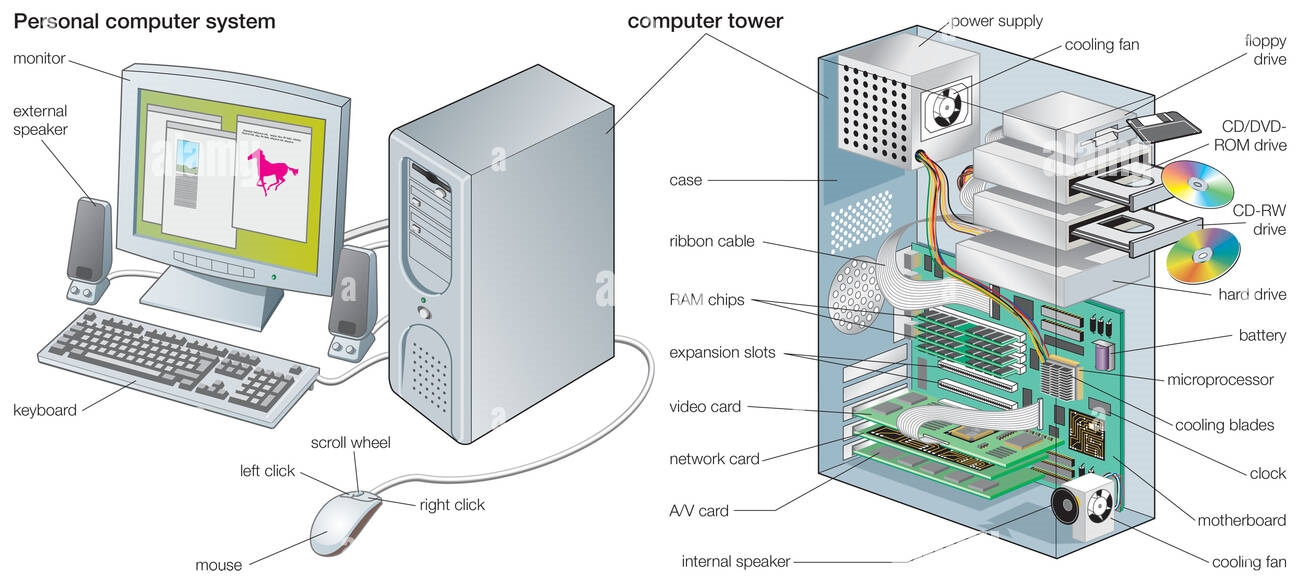 Personal computer system
monitor
external
speaker
keyboard
scroll wheel
left click
right click
mouse
computer tower
power supply
cooling fan
floppy
drive
CD/DVD-
ROM drive
CD-RW
drive
hard drive
battery
microprocessor
cooling blades
clock
motherboard
cooling fan
case
ribbon cable
RAM chips
expansion slots
video card
network card
A/V card
internal speaker
alamy
a
a
a
alamy
a
a